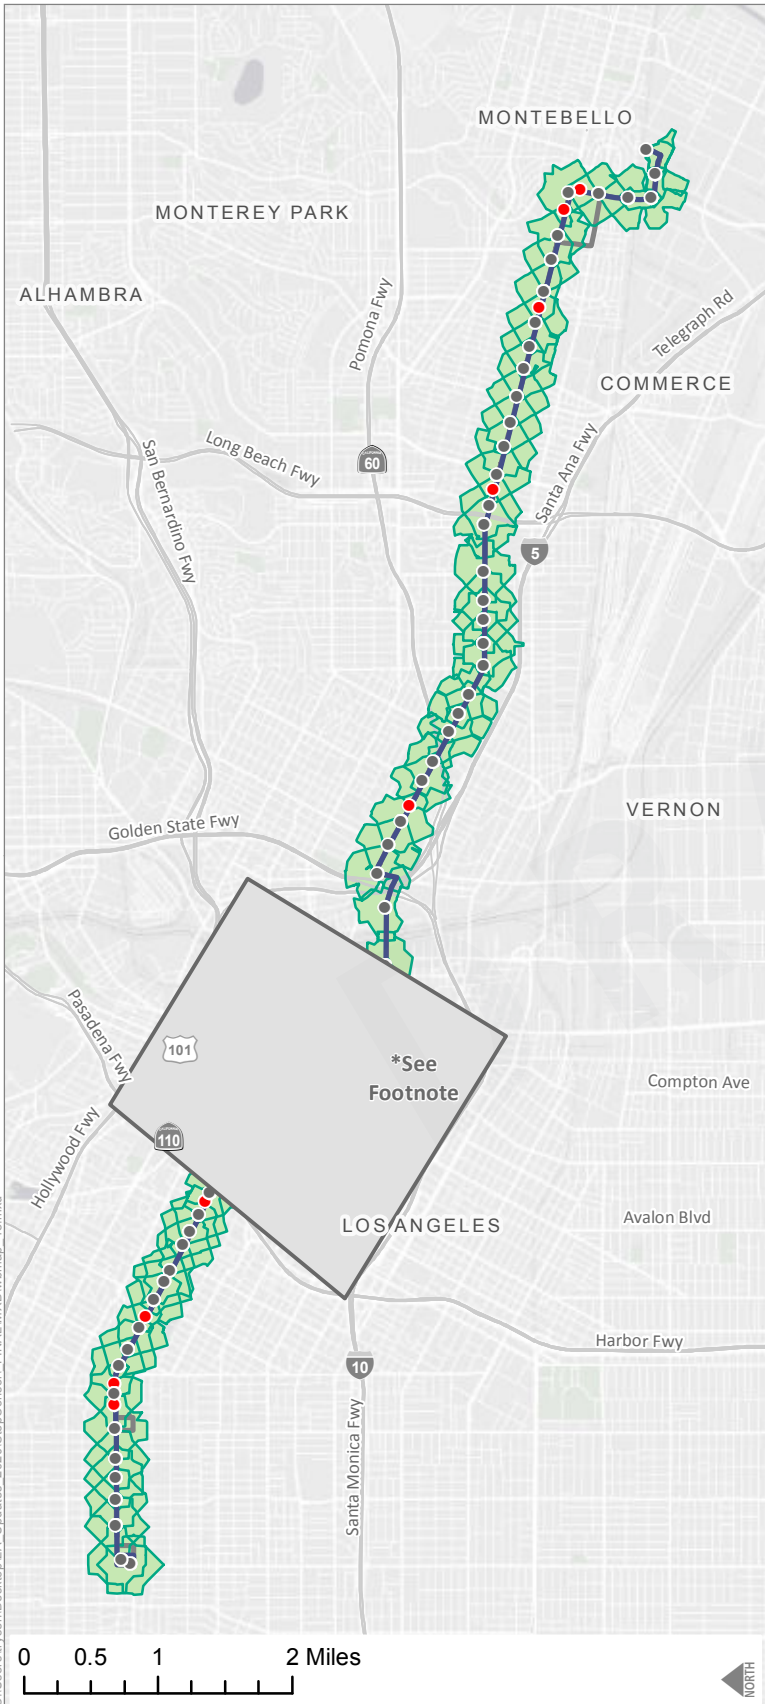 MONTEBELLO
MONTEREY PARK
ALHAMBRA
Pomona Fwy
Telegraph Rd
COMMERCE
Long Beach Fwy
San Bernardino Fwy
CALIFORNIA
60
Santa Ana Fwy
5
VERNON
Golden State Fwy
Pasadena Fwy
101
*See
Footnote
Compton Ave
Hollywood Fwy
CALIFORNIA
110
LOS ANGELES
Avalon Blvd
Harbor Fwy
10
Santa Monica Fwy
0 0.5 1 2 Miles
NORTH